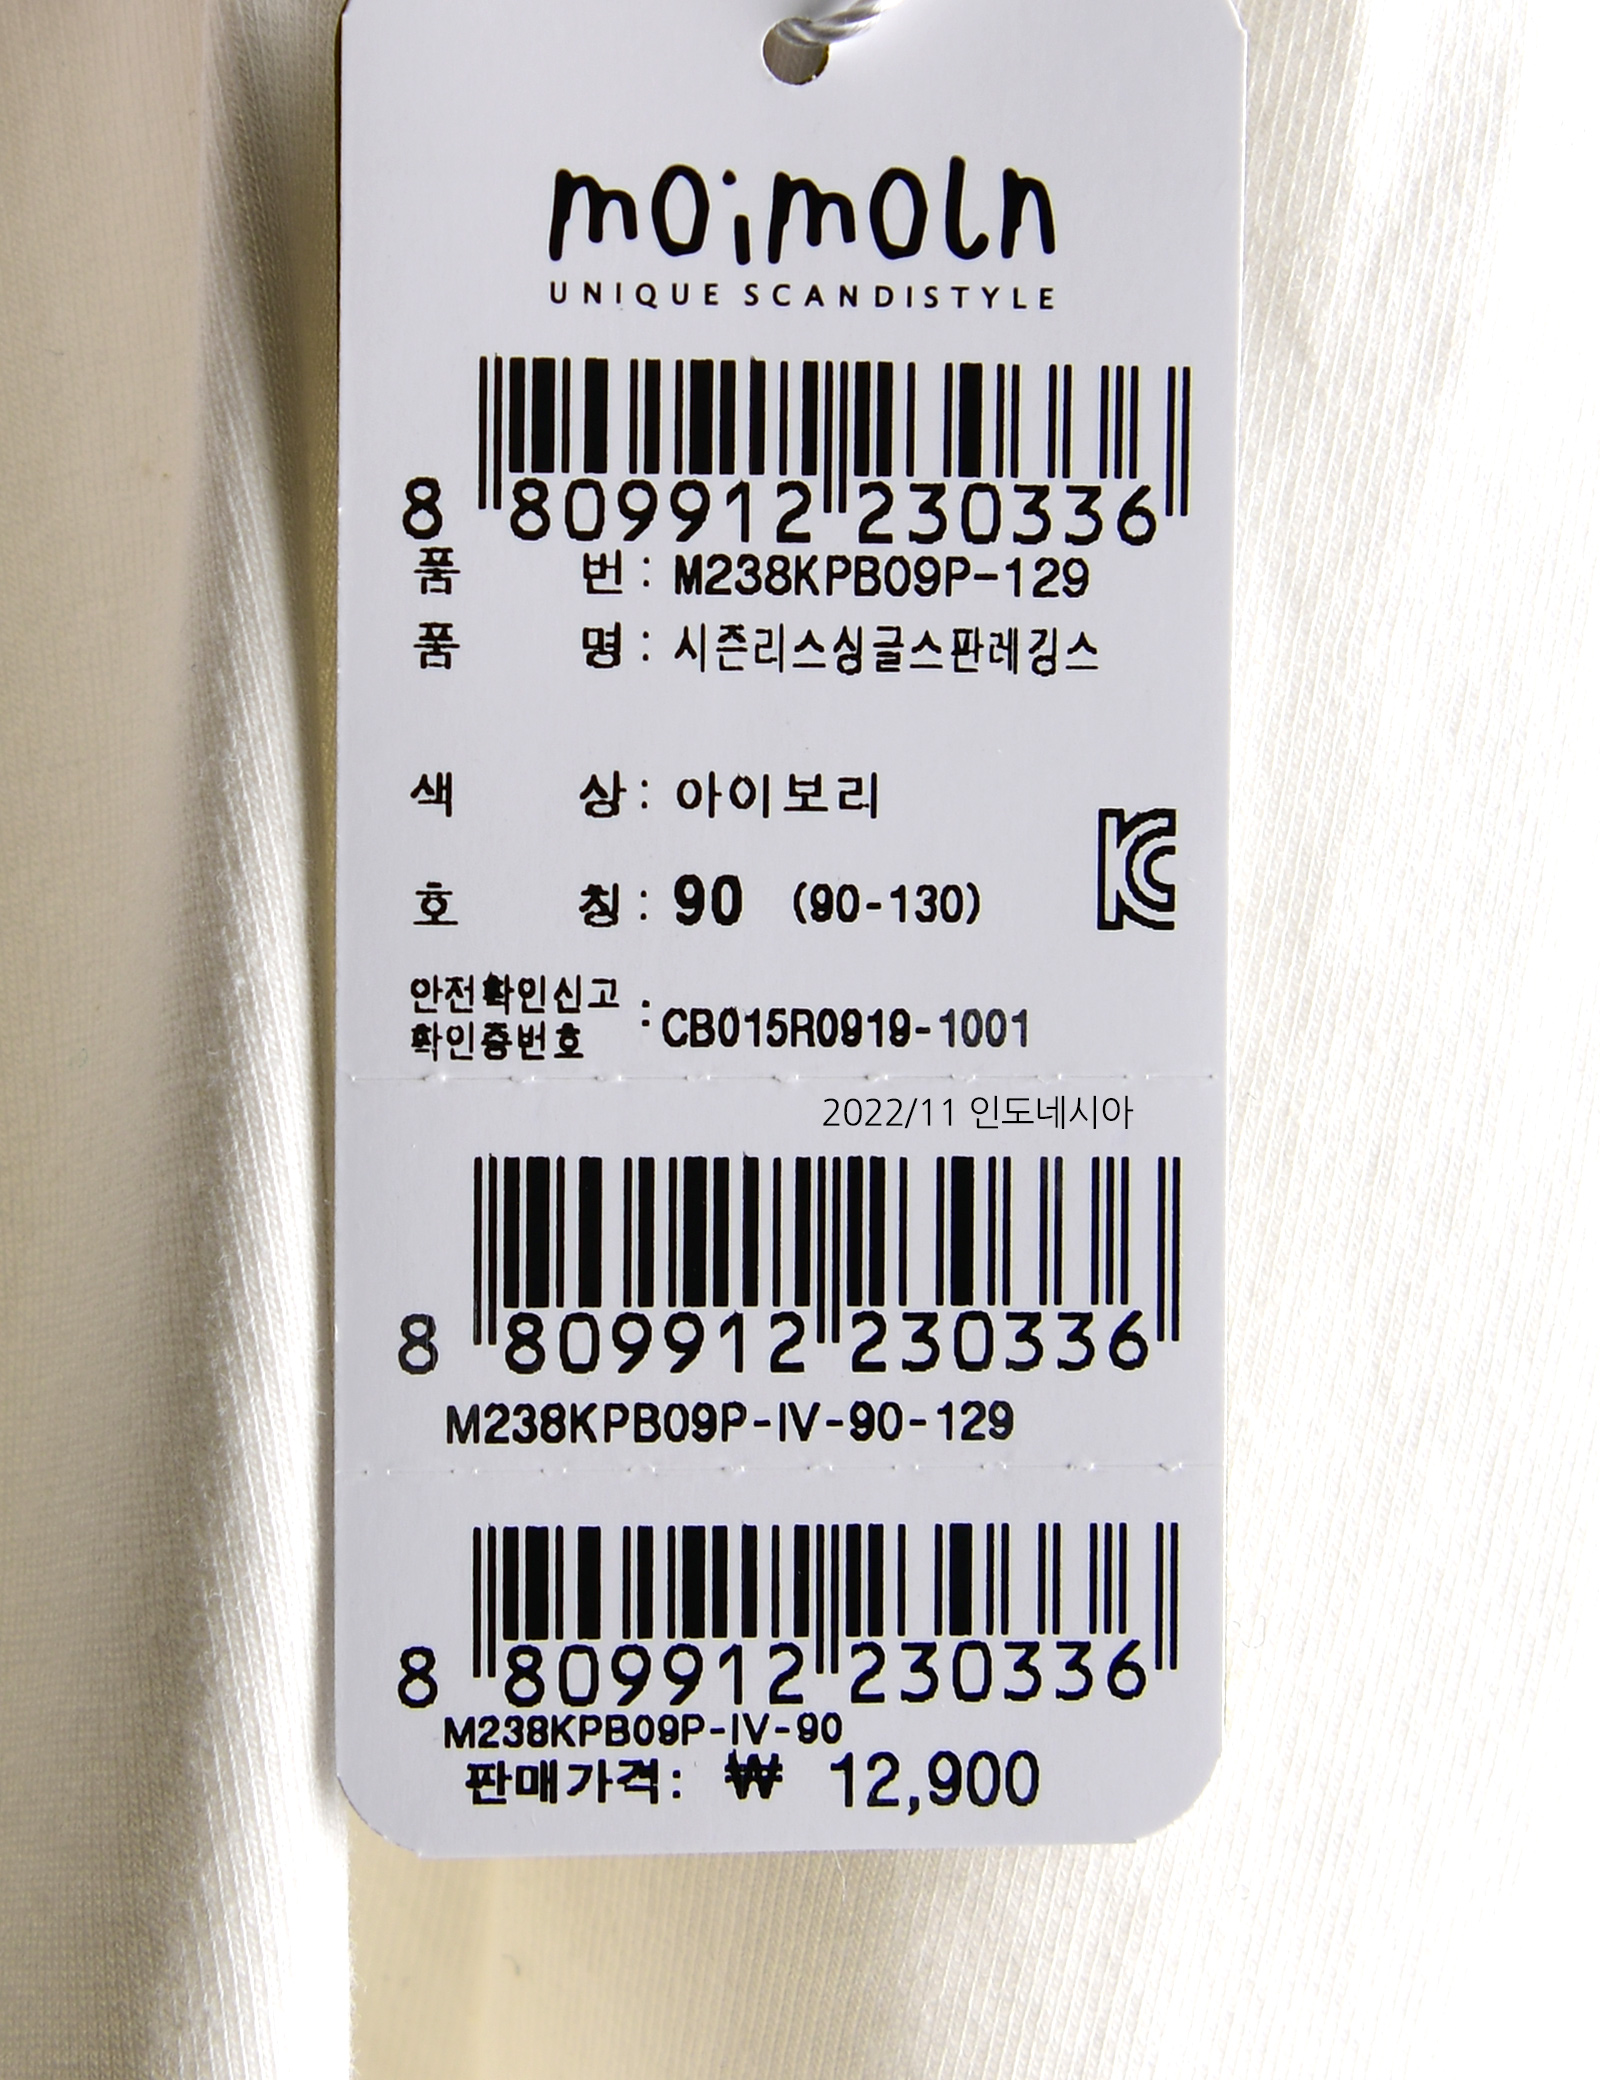 moimoln
UNIQUE SCANDISTYLE
8 809912 230336
품 번 : M238KPB09P-129
품 명 : 시즌리스싱글스판레깅스
색 상 : 아이보리
호 칭 : 90 (90-130)
KC
안전확인신고
확인증번호 : CB015R0919-1001
2022/11 인도네시아
8 809912 230336
M238KPB09P-IV-90-129
8 809912 230336
M238KPB09P-IV-90
판매가격: ₩ 12,900